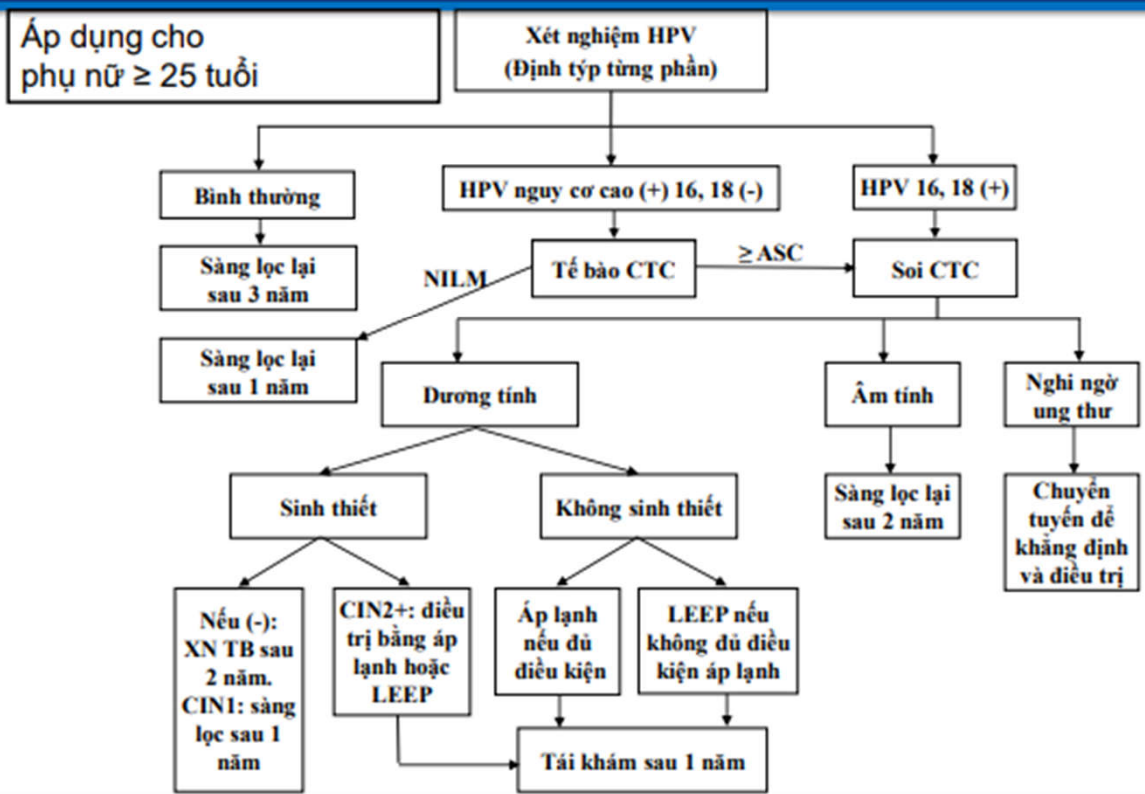 Áp dụng cho
phụ nữ ≥ 25 tuổi
Xét nghiệm HPV
(Định týp từng phần)
Bình thường
HPV nguy cơ cao (+) 16, 18 (-)
HPV 16, 18 (+)
Sàng lọc lại
sau 3 năm
NILM
Tế bào CTC
≥ ASC
Soi CTC
Sàng lọc lại
sau 1 năm
Dương tính
Âm tính
Nghi ngờ
ung thư
Sinh thiết
Không sinh thiết
Sàng lọc lại
sau 2 năm
Chuyển
tuyến để
khẳng định
và điều trị
Nếu (-):
XN TB sau
2 năm.
CIN1: sàng
lọc sau 1
năm
CIN2+: điều
trị bằng áp
lạnh hoặc
LEEP
Áp lạnh
nếu đủ
điều kiện
LEEP nếu
không đủ điều
kiện áp lạnh
Tái khám sau 1 năm